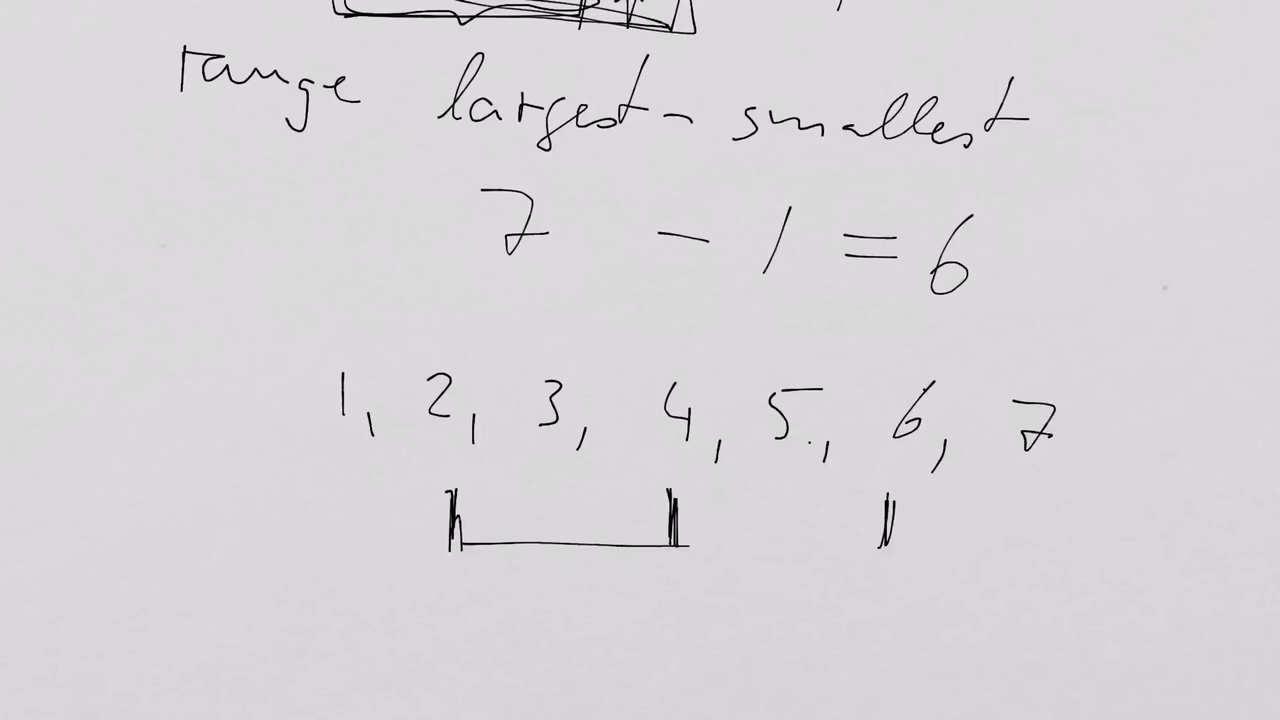 range largest - smallest
7 - 1 = 6
1, 2, 3, 4, 5, 6, 7